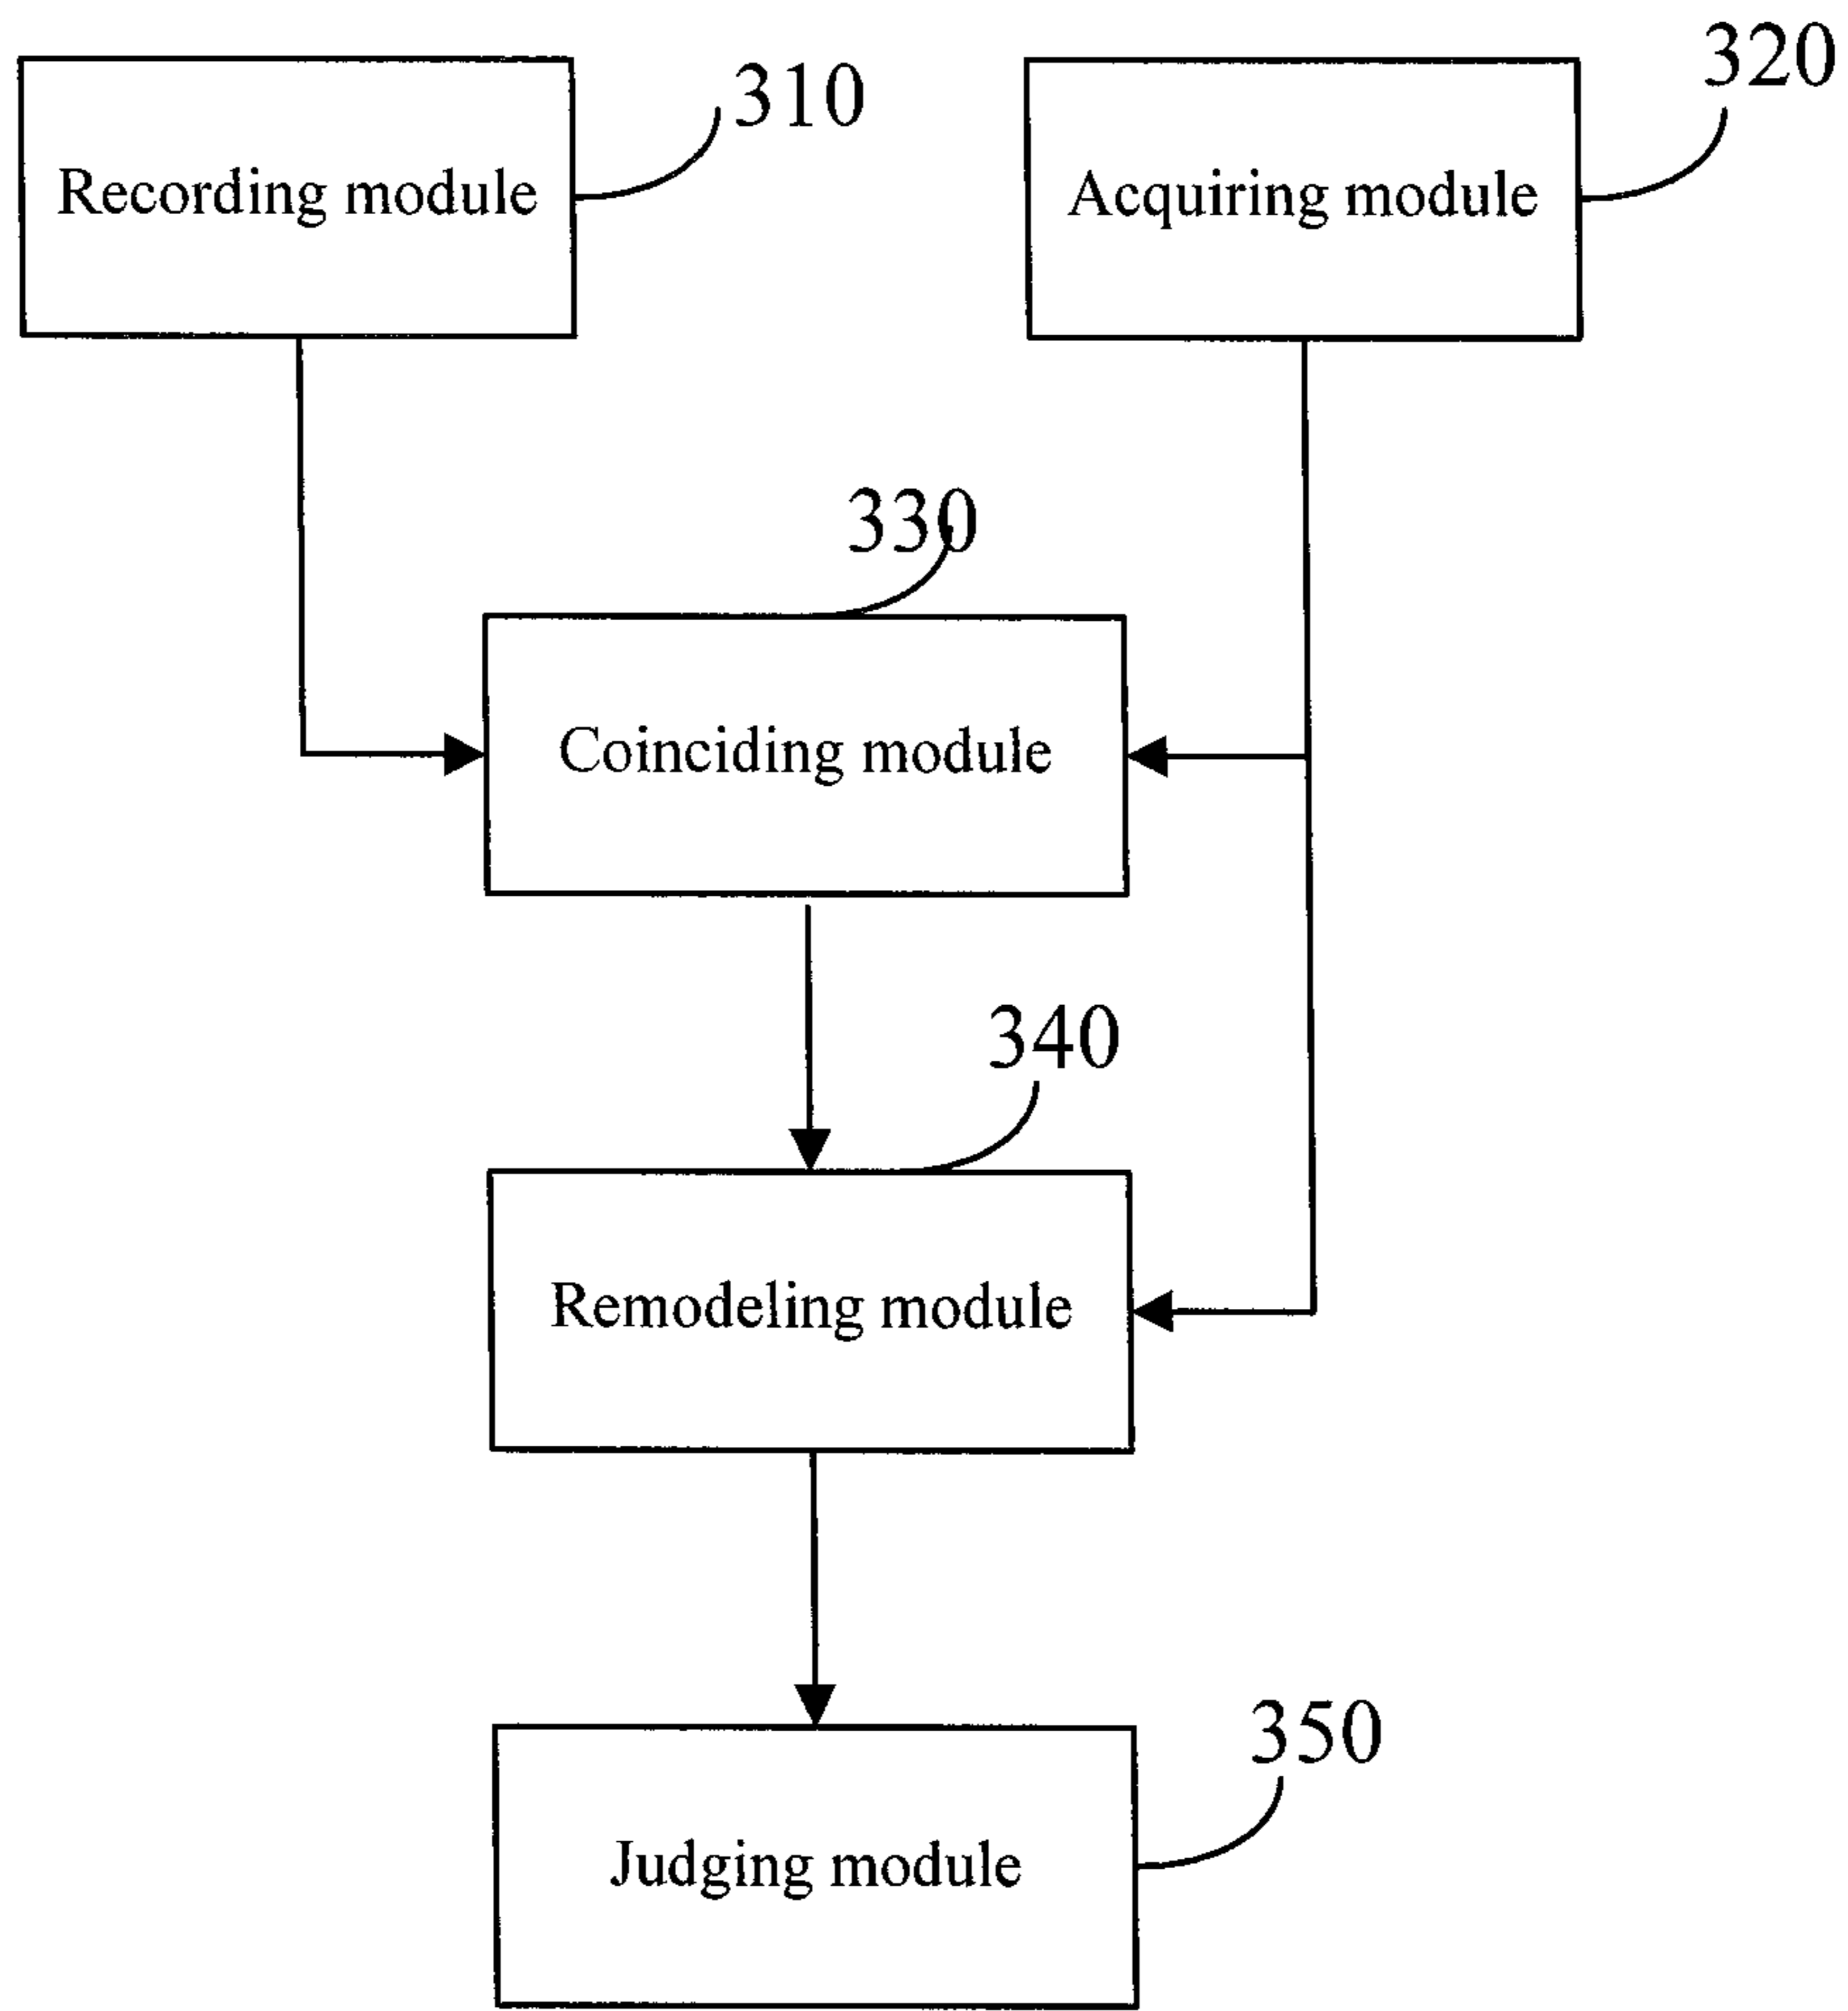 310
320
Recording module
Acquiring module
330
Coinciding module
340
Remodeling module
350
Judging module